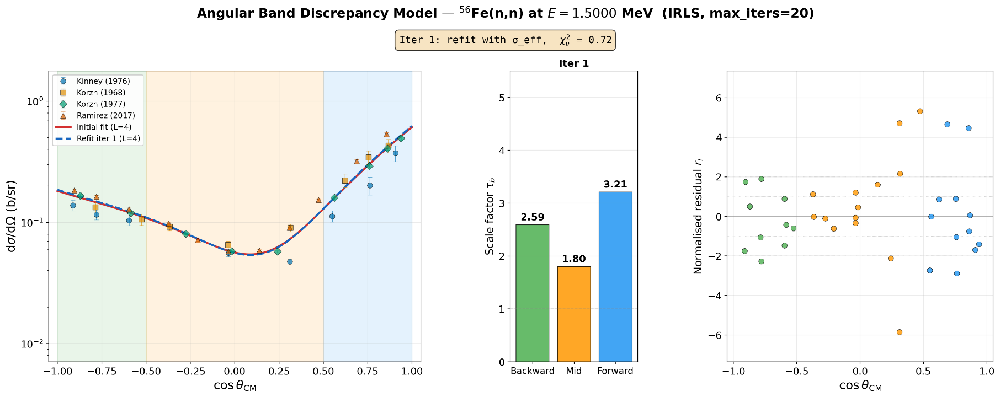 Angular Band Discrepancy Model — ⁵⁶Fe(n,n) at E = 1.5000 MeV (IRLS, max_iters=20)
Iter 1: refit with σ_eff, χ²ᵥ = 0.72
Kinney (1976)
Korzh (1968)
Korzh (1977)
Ramirez (2017)
Initial fit (L=4)
Refit iter 1 (L=4)
dσ/dΩ (b/sr)
10⁰
10⁻¹
10⁻²
−1.00 −0.75 −0.50 −0.25 0.00 0.25 0.50 0.75 1.00
cos θ_CM
Iter 1
Scale factor τ_b
5
4
3
2
1
0
2.59
1.80
3.21
Backward Mid Forward
Normalised residual r_i
6
4
2
0
−2
−4
−6
−1.0 −0.5 0.0 0.5 1.0
cos θ_CM